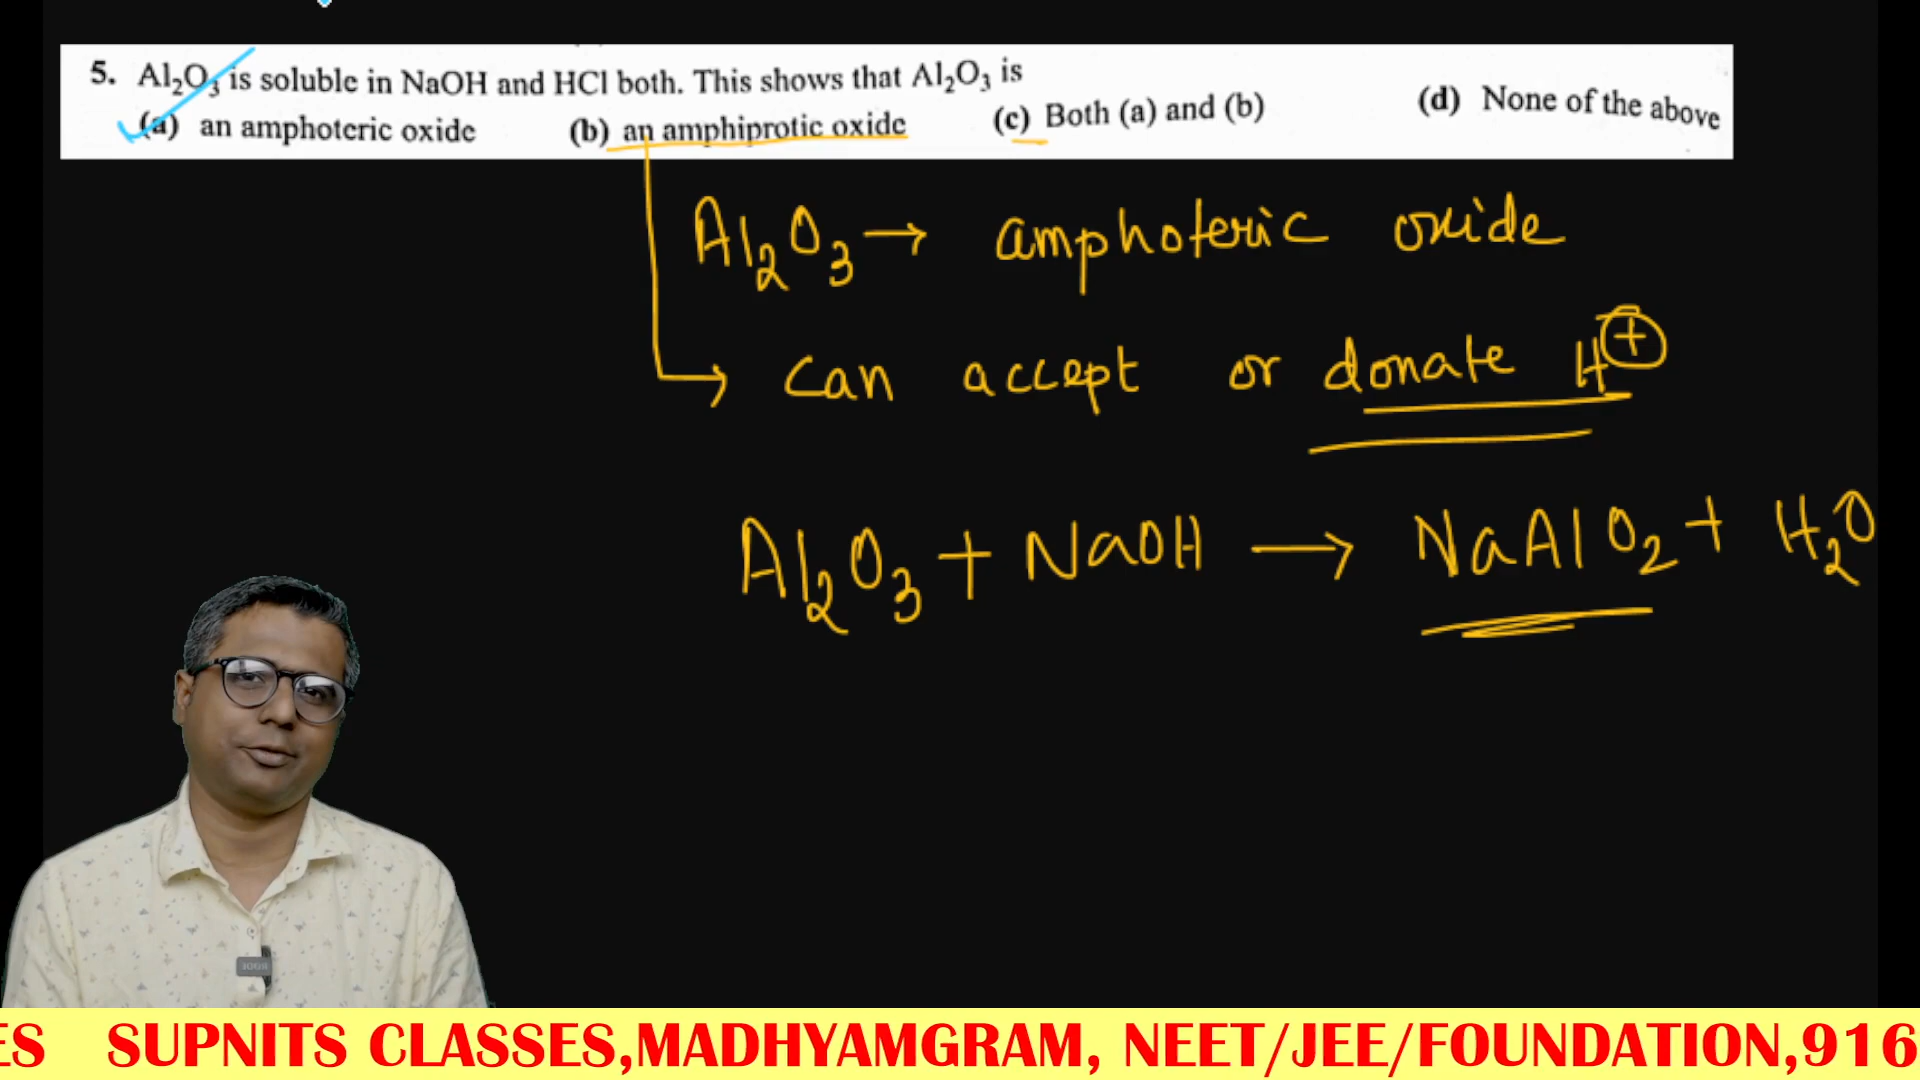 5. Al₂O₃ is soluble in NaOH and HCl both. This shows that Al₂O₃ is
(a) an amphoteric oxide (b) an amphiprotic oxide (c) Both (a) and (b) (d) None of the above
Al₂O₃ → amphoteric oxide
can accept or donate H⊕
Al₂O₃ + NaOH → NaAlO₂ + H₂O
ES SUPNITS CLASSES,MADHYAMGRAM, NEET/JEE/FOUNDATION,916